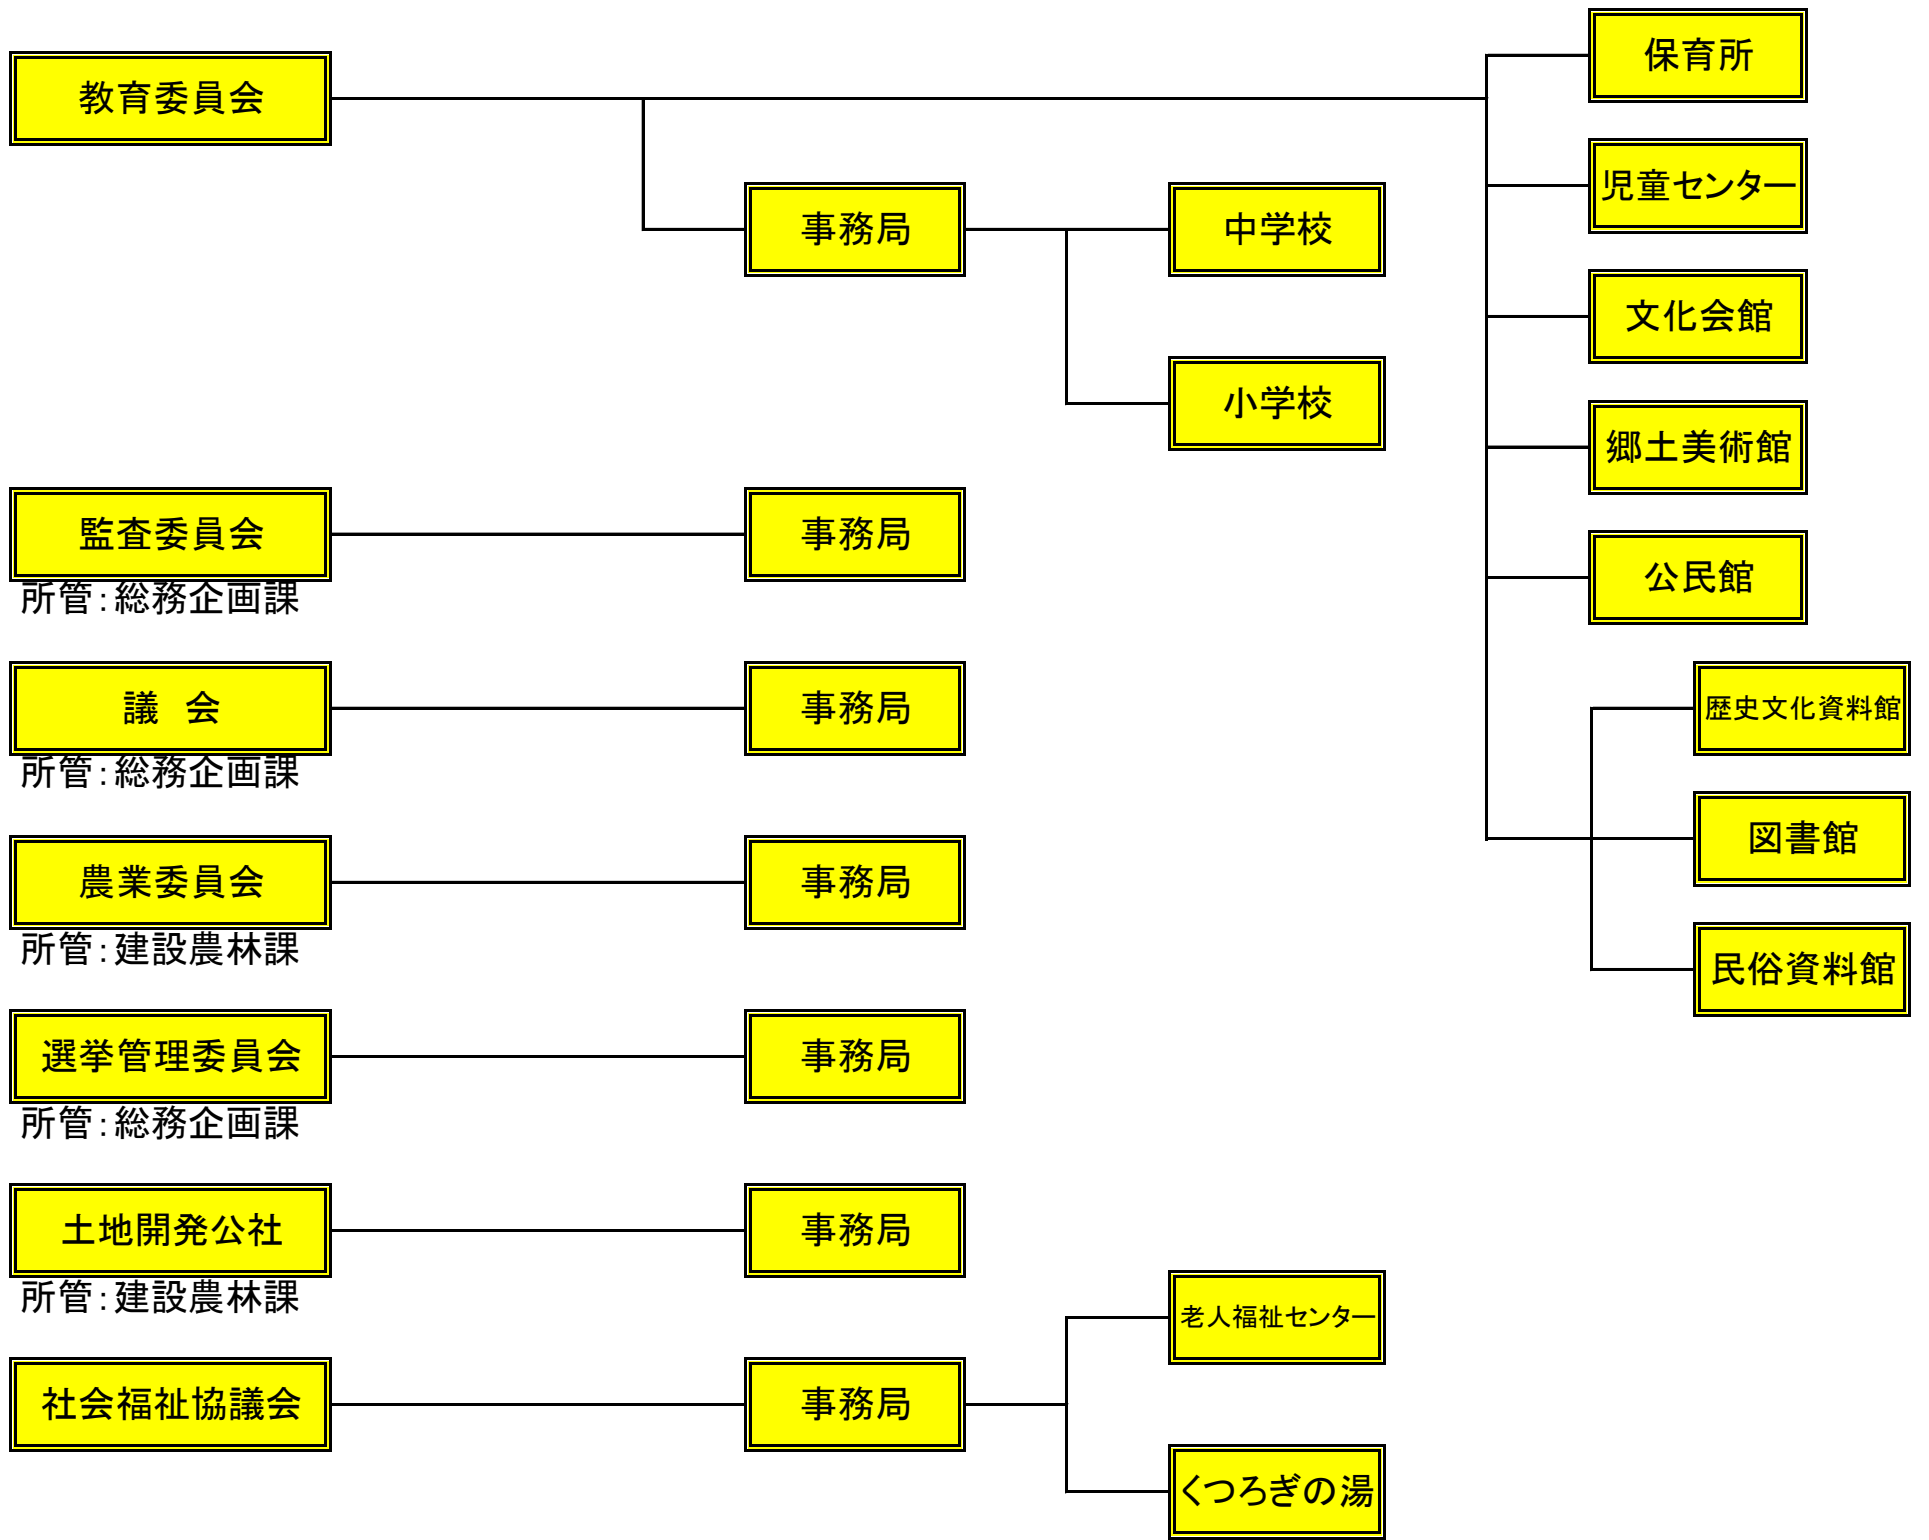 保育所
教育委員会
児童センター
事務局
中学校
文化会館
小学校
郷土美術館
監査委員会
事務局
公民館
所管：総務企画課
議　会
事務局
歴史文化資料館
所管：総務企画課
図書館
農業委員会
事務局
所管：建設農林課
民俗資料館
選挙管理委員会
事務局
所管：総務企画課
土地開発公社
事務局
所管：建設農林課
老人福祉センター
社会福祉協議会
事務局
くつろぎの湯